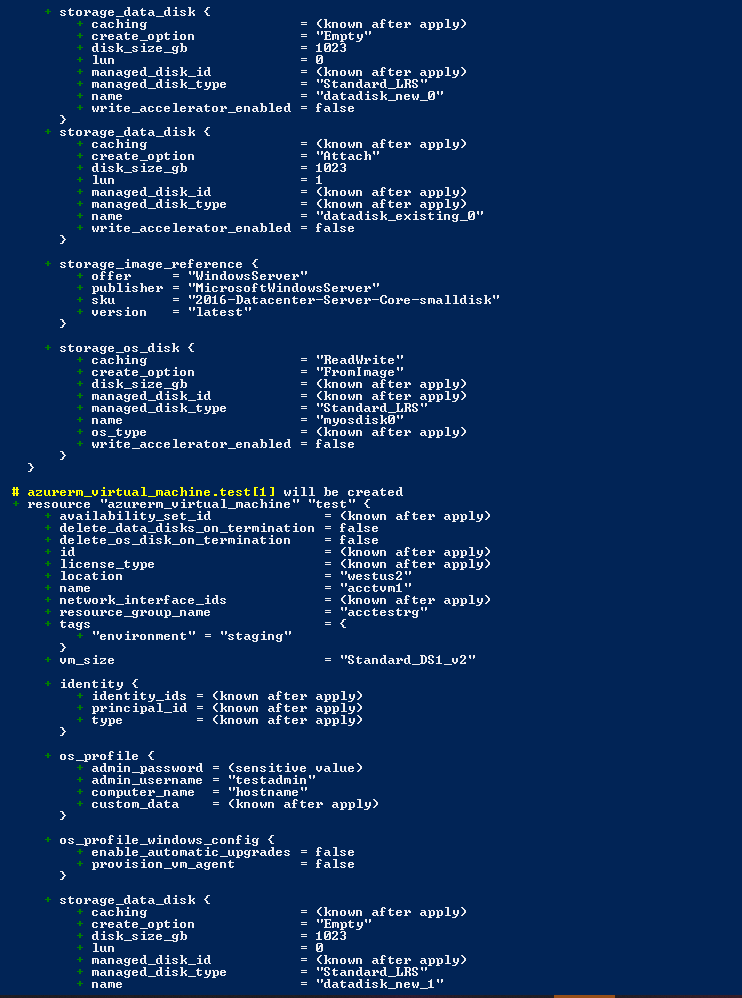 + storage_data_disk {
+ caching = (known after apply)
+ create_option = "Empty"
+ disk_size_gb = 1023
+ lun = 0
+ managed_disk_id = (known after apply)
+ managed_disk_type = "Standard_LRS"
+ name = "datadisk_new_0"
+ write_accelerator_enabled = false
}
+ storage_data_disk {
+ caching = (known after apply)
+ create_option = "Attach"
+ disk_size_gb = 1023
+ lun = 1
+ managed_disk_id = (known after apply)
+ managed_disk_type = (known after apply)
+ name = "datadisk_existing_0"
+ write_accelerator_enabled = false
}
+ storage_image_reference {
+ offer = "WindowsServer"
+ publisher = "MicrosoftWindowsServer"
+ sku = "2016-Datacenter-Server-Core-smalldisk"
+ version = "latest"
}
+ storage_os_disk {
+ caching = "ReadWrite"
+ create_option = "FromImage"
+ disk_size_gb = (known after apply)
+ managed_disk_id = (known after apply)
+ managed_disk_type = "Standard_LRS"
+ name = "myosdisk0"
+ os_type = (known after apply)
+ write_accelerator_enabled = false
}
}
# azurerm_virtual_machine.test[1] will be created
+ resource "azurerm_virtual_machine" "test" {
+ availability_set_id = (known after apply)
+ delete_data_disks_on_termination = false
+ delete_os_disk_on_termination = false
+ id = (known after apply)
+ license_type = (known after apply)
+ location = "westus2"
+ name = "acctvm1"
+ network_interface_ids = (known after apply)
+ resource_group_name = "acctestrg"
+ tags = {
+ "environment" = "staging"
}
+ vm_size = "Standard_DS1_v2"
+ identity {
+ identity_ids = (known after apply)
+ principal_id = (known after apply)
+ type = (known after apply)
}
+ os_profile {
+ admin_password = (sensitive value)
+ admin_username = "testadmin"
+ computer_name = "hostname"
+ custom_data = (known after apply)
}
+ os_profile_windows_config {
+ enable_automatic_upgrades = false
+ provision_vm_agent = false
}
+ storage_data_disk {
+ caching = (known after apply)
+ create_option = "Empty"
+ disk_size_gb = 1023
+ lun = 0
+ managed_disk_id = (known after apply)
+ managed_disk_type = "Standard_LRS"
+ name = "datadisk_new_1"